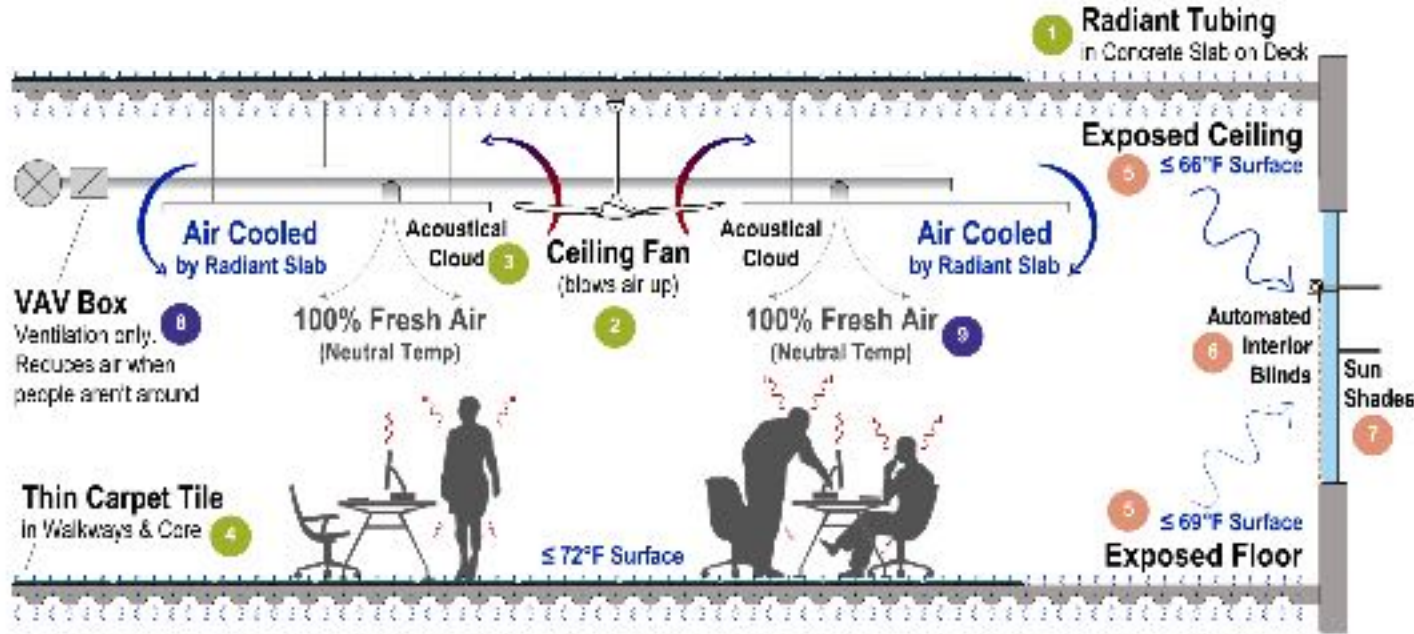 1
Radiant Tubing
in Concrete Slab on Deck
Exposed Ceiling
5
≤ 66°F Surface
Air Cooled
by Radiant Slab
Acoustical
Cloud
3
Ceiling Fan
(blows air up)
2
Acoustical
Cloud
Air Cooled
by Radiant Slab
VAV Box
Ventilation only.
Reduces air when
people aren't around
8
100% Fresh Air
(Neutral Temp)
100% Fresh Air
(Neutral Temp)
9
Automated
Interior
Blinds
6
Sun
Shades
7
Thin Carpet Tile
in Walkways & Core
4
≤ 72°F Surface
5
≤ 69°F Surface
Exposed Floor